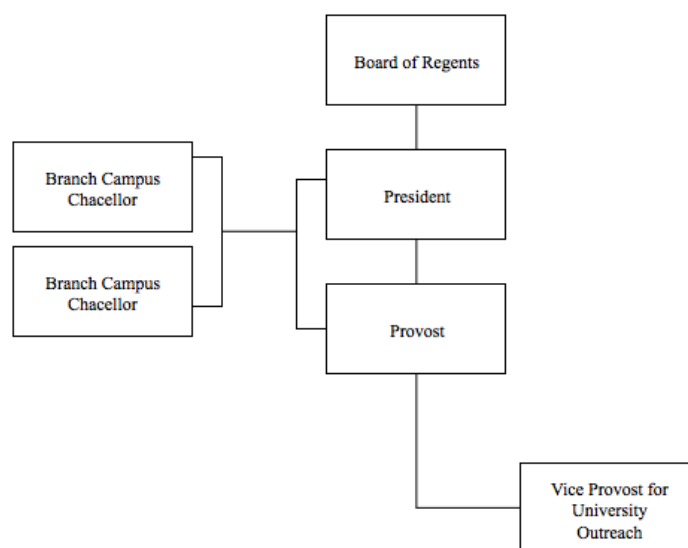 Board of Regents
Branch Campus
Chacellor
President
Branch Campus
Chacellor
Provost
Vice Provost for
University
Outreach